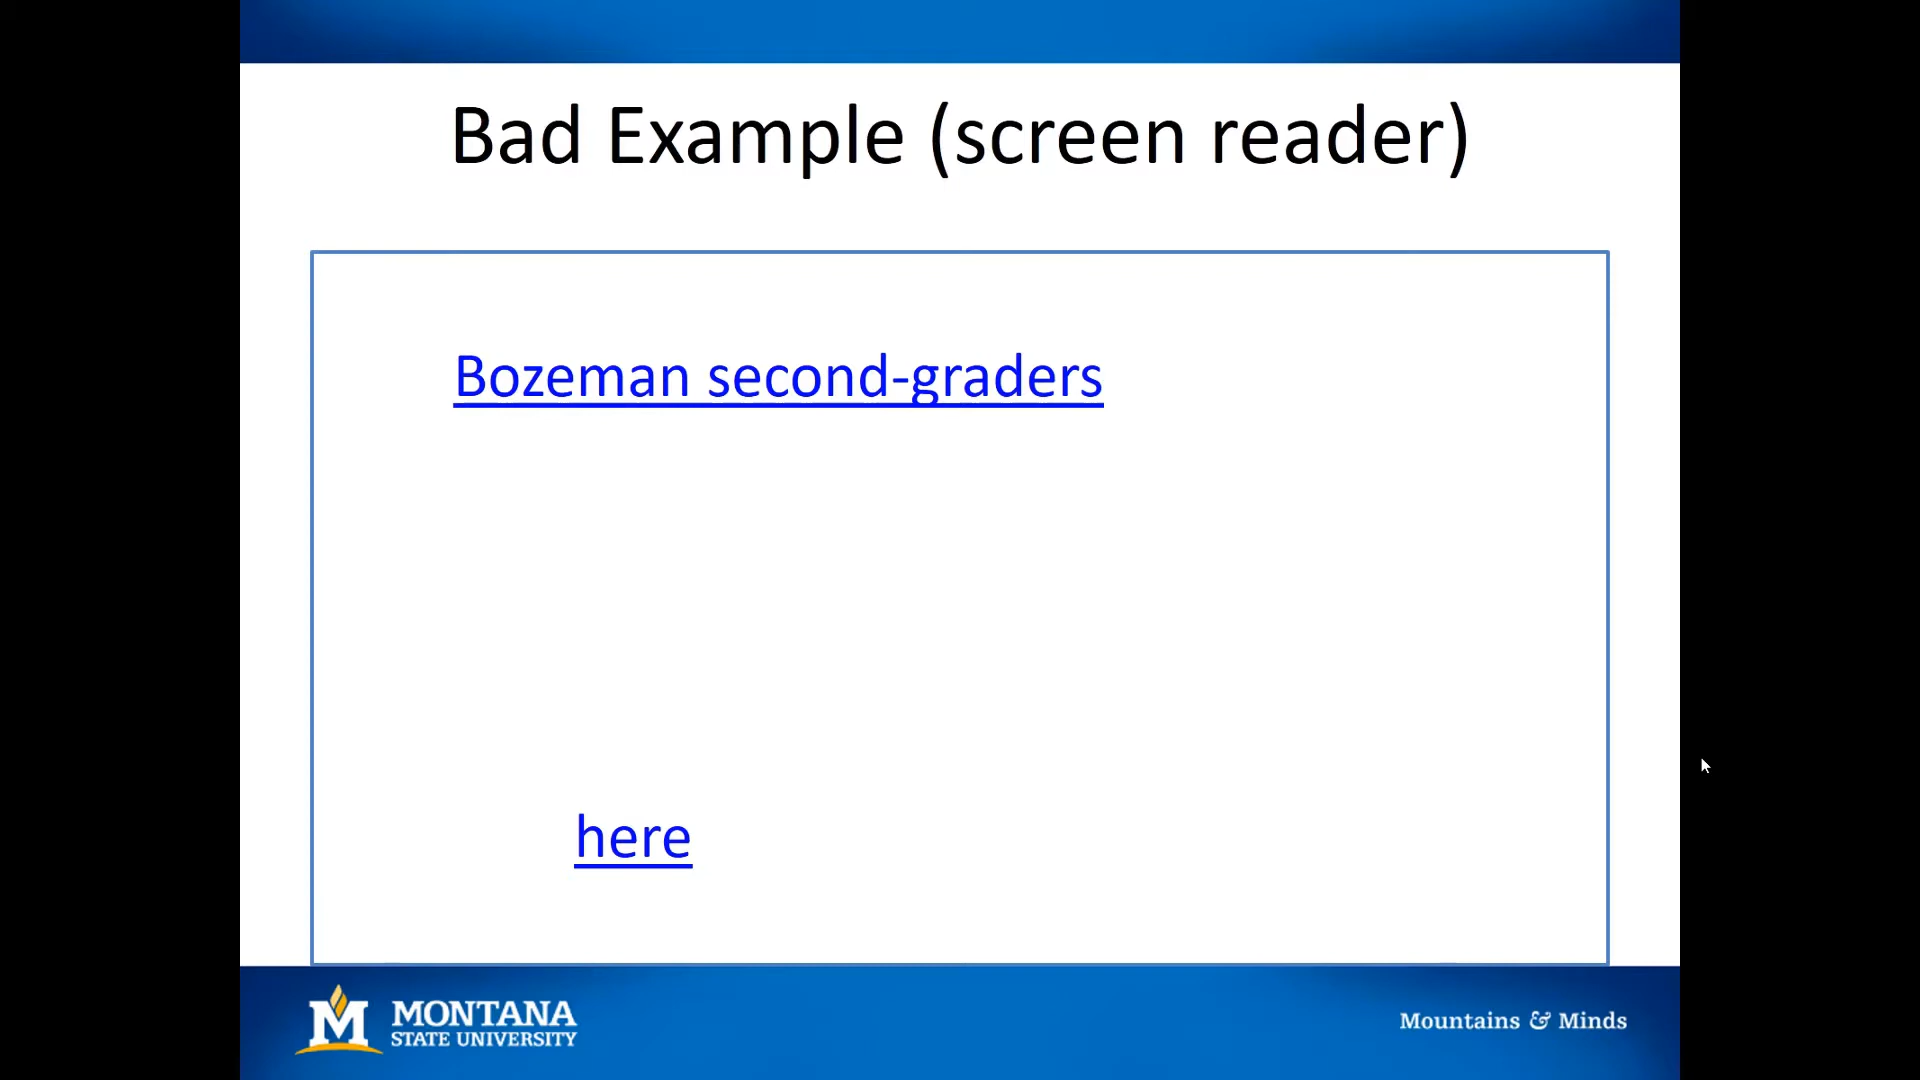 Bad Example (screen reader)
Bozeman second-graders
here
MONTANA
STATE UNIVERSITY
Mountains & Minds